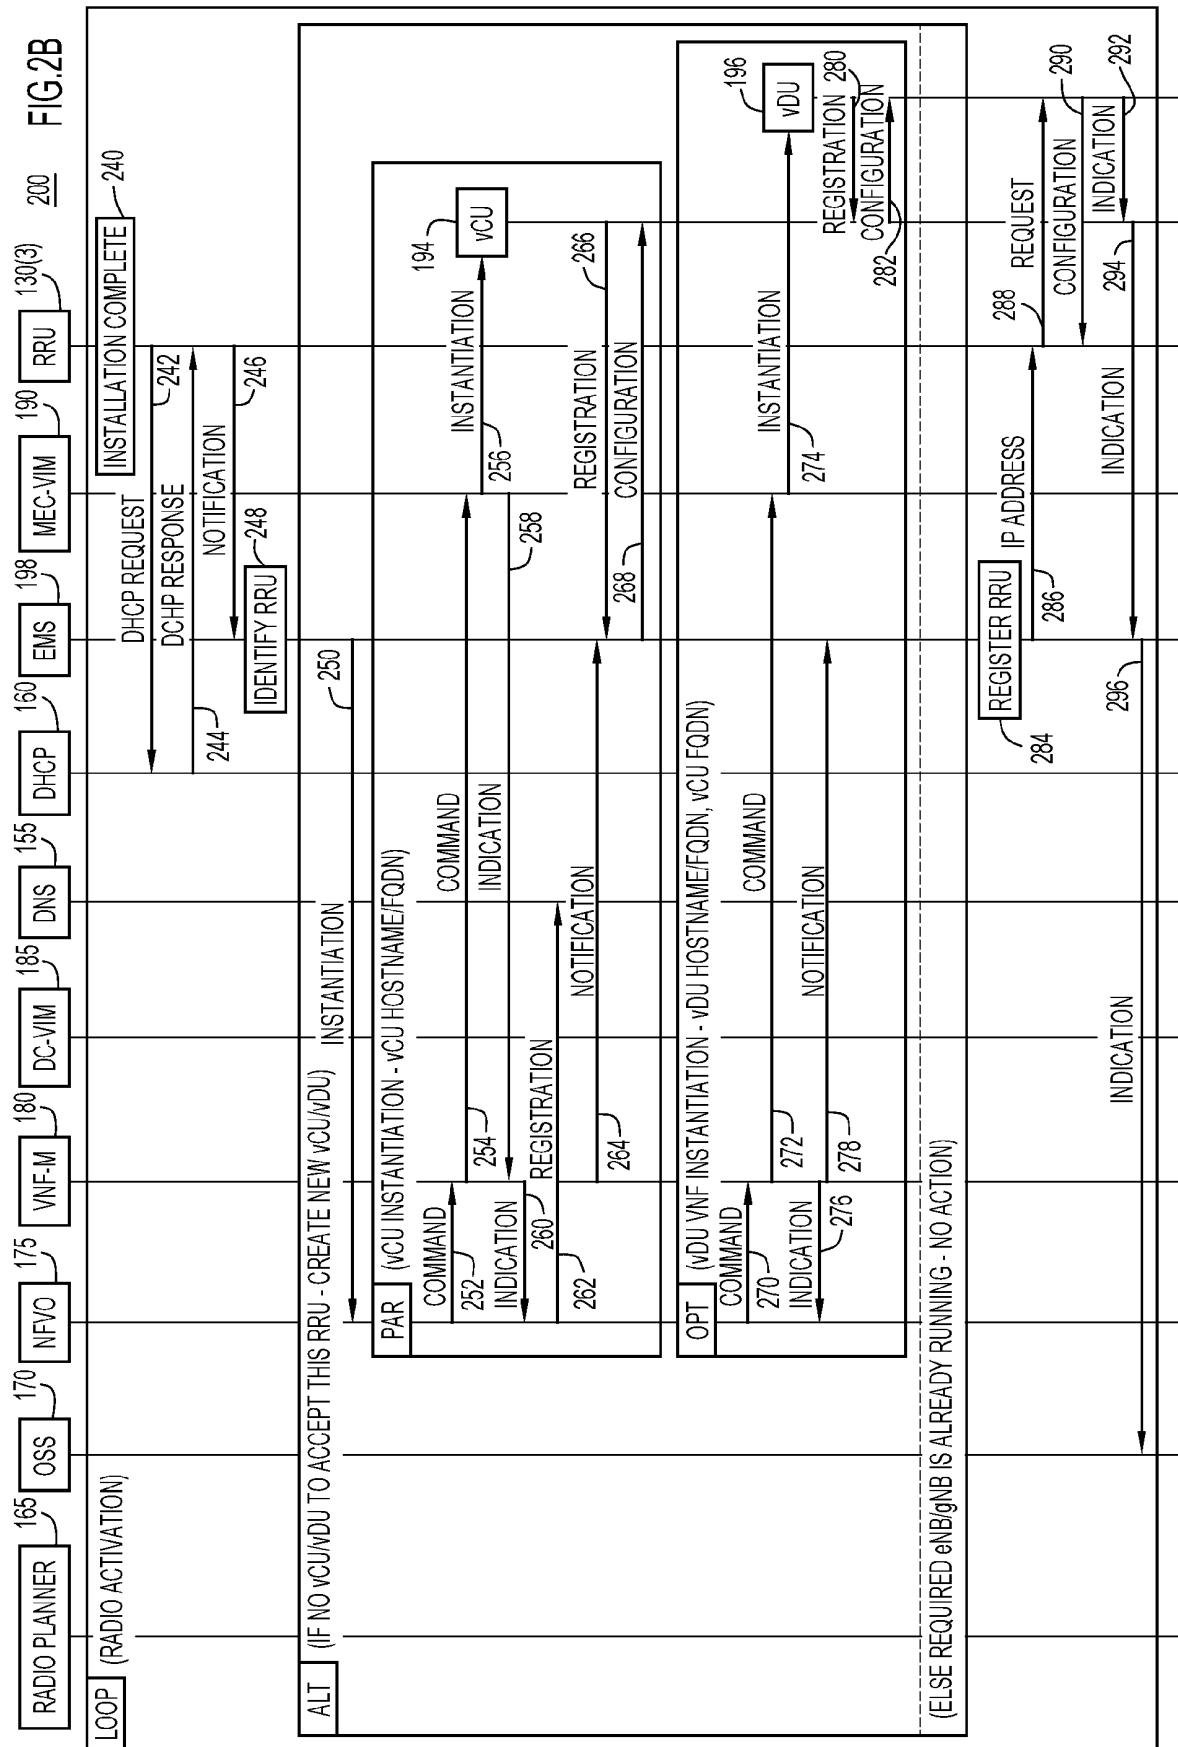 FIG.2B
200
RADIO PLANNER
165
OSS
170
NFVO
175
VNF-M
180
DC-VIM
185
DNS
155
DHCP
160
EMS
198
MEC-VIM
190
RRU
130(3)
LOOP
(RADIO ACTIVATION)
INSTALLATION COMPLETE
240
DHCP REQUEST
242
DCHP RESPONSE
244
NOTIFICATION
246
IDENTIFY RRU
248
ALT
(IF NO vCU/vDU TO ACCEPT THIS RRU - CREATE NEW vCU/vDU)
INSTANTIATION
250
PAR
(vCU INSTANTIATION - vCU HOSTNAME/FQDN)
COMMAND
252
COMMAND
254
INSTANTIATION
256
vCU
194
INDICATION
258
INDICATION
260
REGISTRATION
262
NOTIFICATION
264
REGISTRATION
266
CONFIGURATION
268
OPT
(vDU VNF INSTANTIATION - vDU HOSTNAME/FQDN, vCU FQDN)
COMMAND
270
COMMAND
272
INSTANTIATION
274
vDU
196
INDICATION
276
NOTIFICATION
278
REGISTRATION
280
CONFIGURATION
282
(ELSE REQUIRED eNB/gNB IS ALREADY RUNNING - NO ACTION)
REGISTER RRU
284
IP ADDRESS
286
REQUEST
288
CONFIGURATION
290
INDICATION
292
INDICATION
294
INDICATION
296